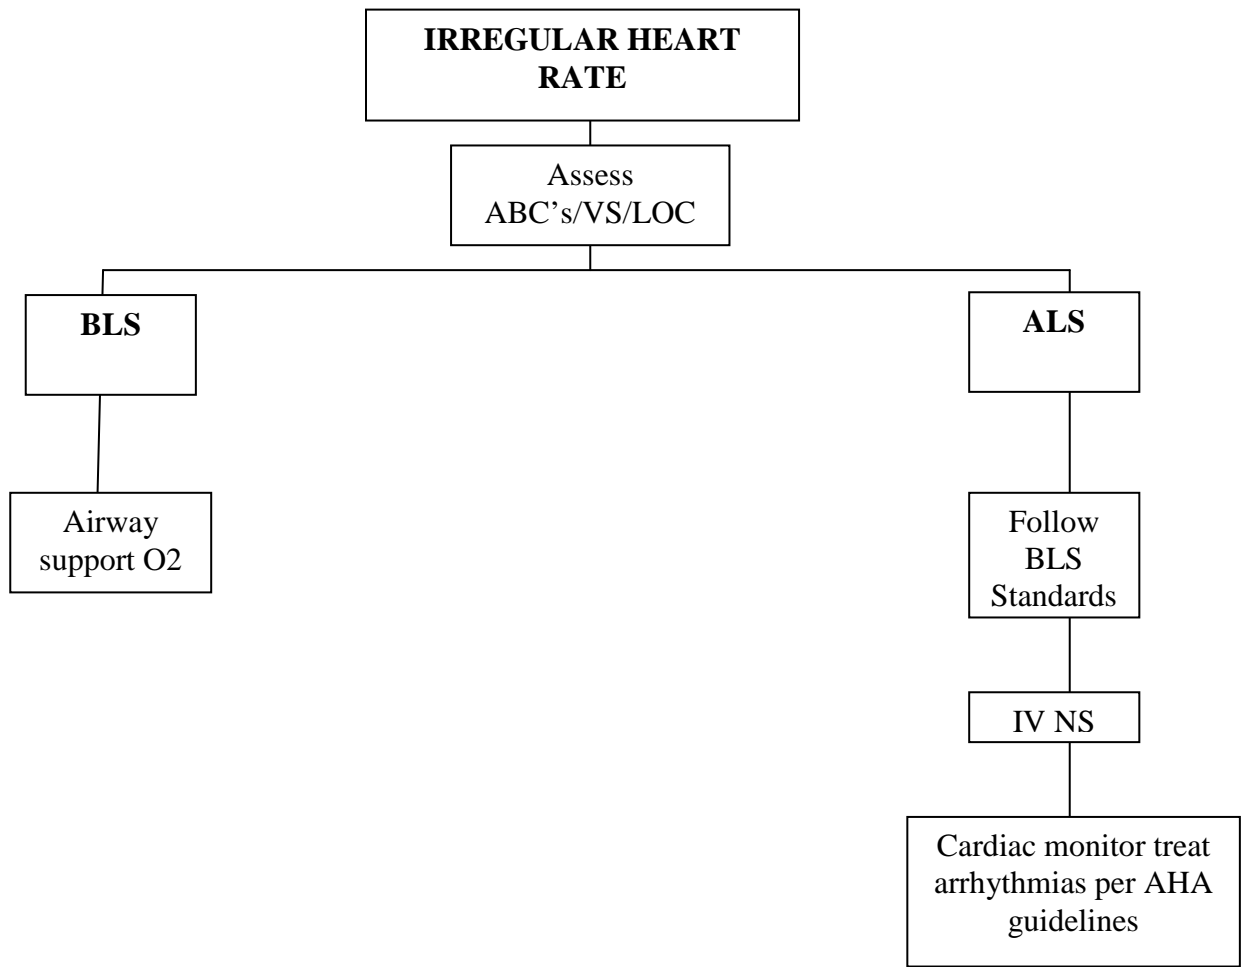 IRREGULAR HEART
RATE
Assess
ABC’s/VS/LOC
BLS
ALS
Airway
support O2
Follow
BLS
Standards
IV NS
Cardiac monitor treat
arrhythmias per AHA
guidelines